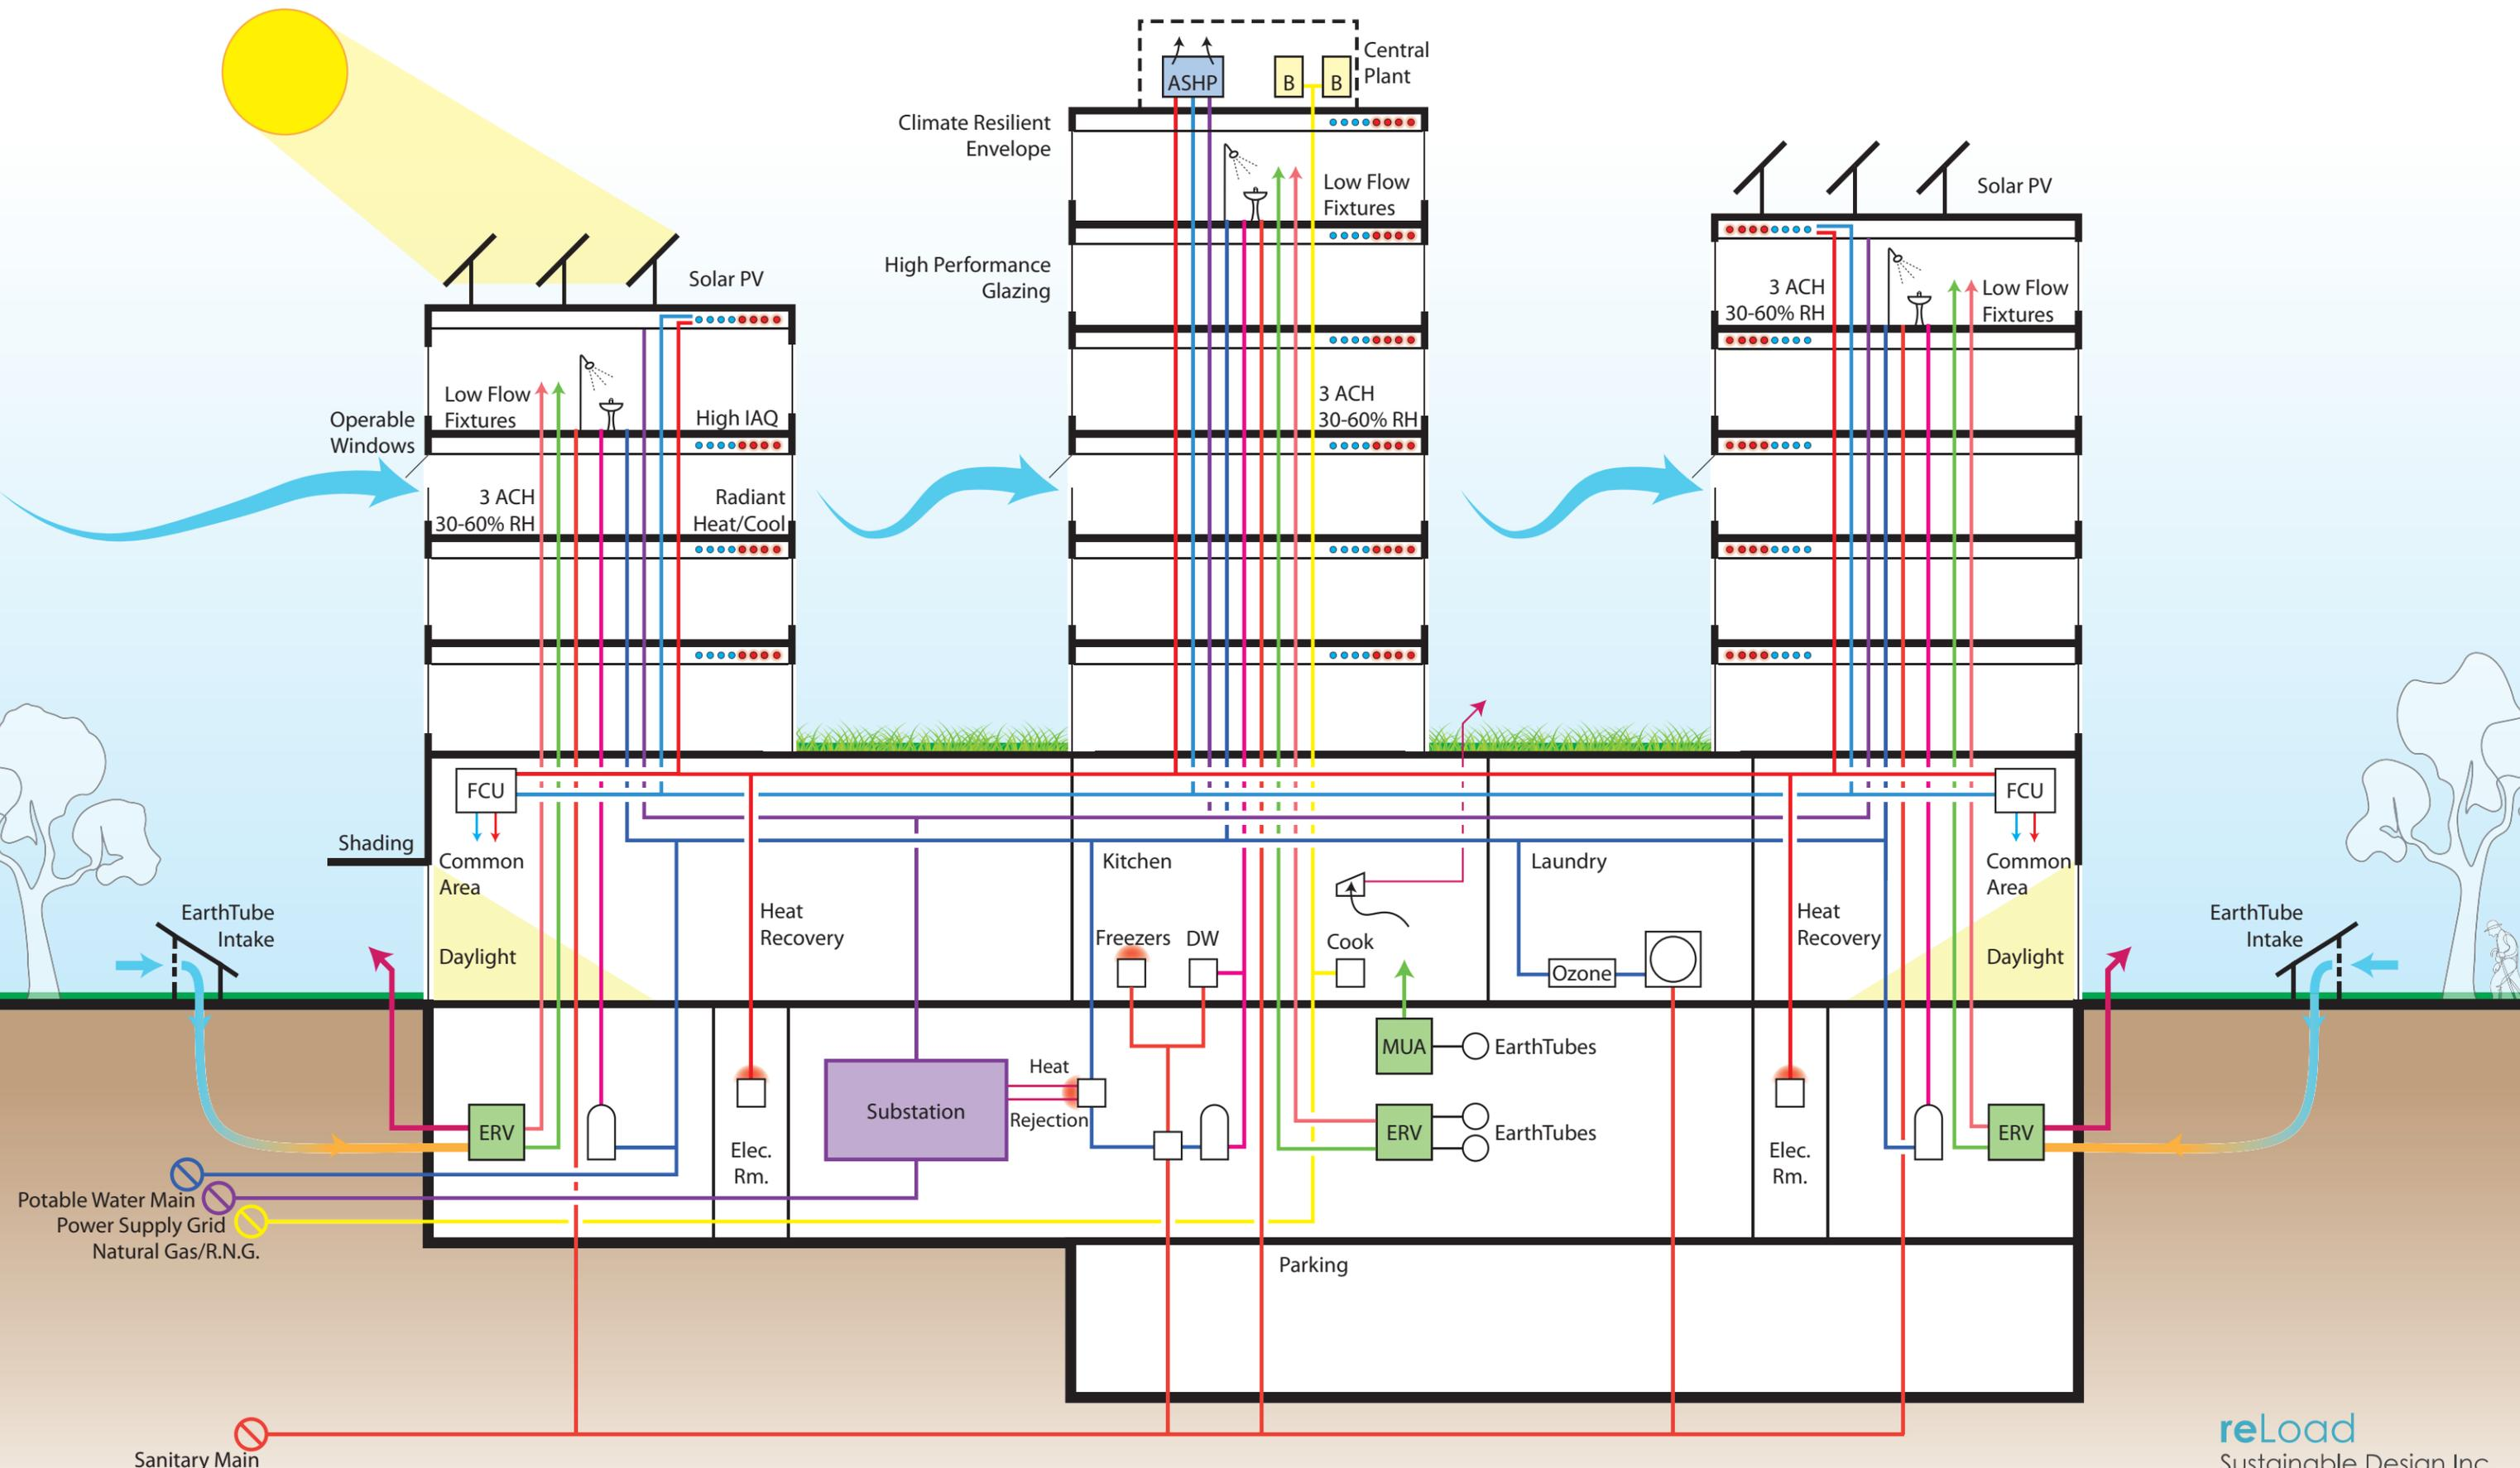 Central
Plant
ASHP
B
B
Climate Resilient
Envelope
Low Flow
Fixtures
High Performance
Glazing
3 ACH
30-60% RH
Solar PV
Low Flow
Fixtures
Operable
Windows
High IAQ
3 ACH
30-60% RH
Radiant
Heat/Cool
Solar PV
3 ACH
30-60% RH
Low Flow
Fixtures
FCU
Shading
Common
Area
Daylight
Heat
Recovery
EarthTube
Intake
Kitchen
Freezers
DW
Cook
Laundry
Ozone
Heat
Recovery
FCU
Common
Area
Daylight
EarthTube
Intake
ERV
Elec.
Rm.
Substation
Heat
Rejection
MUA
EarthTubes
ERV
EarthTubes
Elec.
Rm.
ERV
Potable Water Main
Power Supply Grid
Natural Gas/R.N.G.
Parking
Sanitary Main
reLoad
Sustainable Design Inc